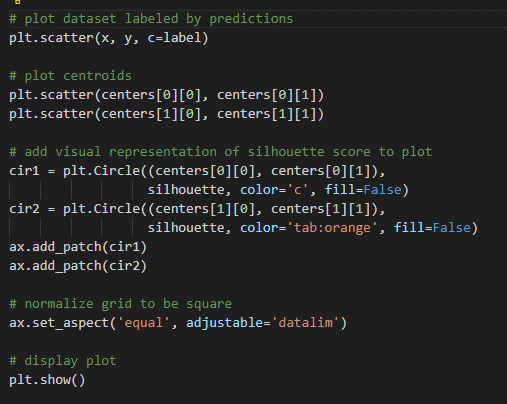 # plot dataset labeled by predictions
plt.scatter(x, y, c=label)
# plot centroids
plt.scatter(centers[0][0], centers[0][1])
plt.scatter(centers[1][0], centers[1][1])
# add visual representation of silhouette score to plot
cir1 = plt.Circle((centers[0][0], centers[0][1]),
silhouette, color='c', fill=False)
cir2 = plt.Circle((centers[1][0], centers[1][1]),
silhouette, color='tab:orange', fill=False)
ax.add_patch(cir1)
ax.add_patch(cir2)
# normalize grid to be square
ax.set_aspect('equal', adjustable='datalim')
# display plot
plt.show()